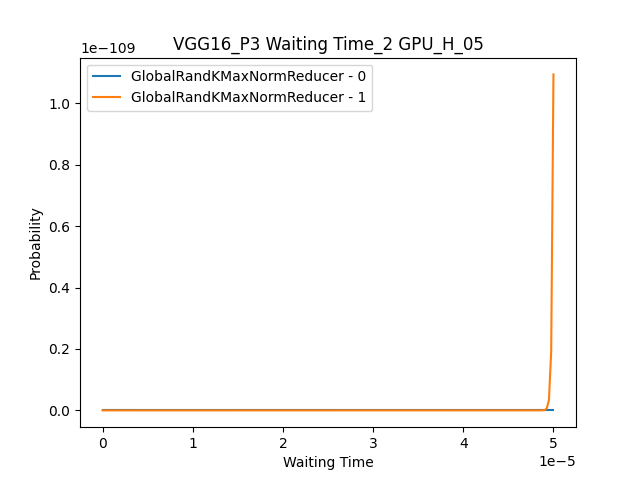 VGG16_P3 Waiting Time_2 GPU_H_05
1e−109
GlobalRandKMaxNormReducer - 0
GlobalRandKMaxNormReducer - 1
1.0
0.8
0.6
0.4
0.2
0.0
Probability
0 1 2 3 4 5
1e−5
Waiting Time